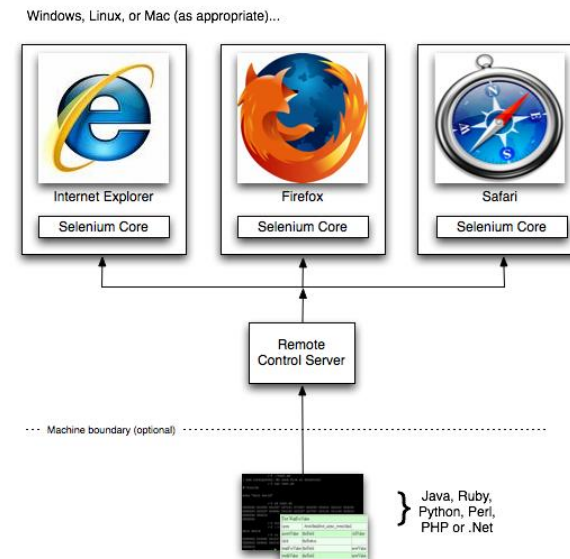 Windows, Linux, or Mac (as appropriate)...
Internet Explorer
Firefox
Safari
Selenium Core
Selenium Core
Selenium Core
Remote
Control Server
Machine boundary (optional)
Java, Ruby,
Python, Perl,
PHP or .Net